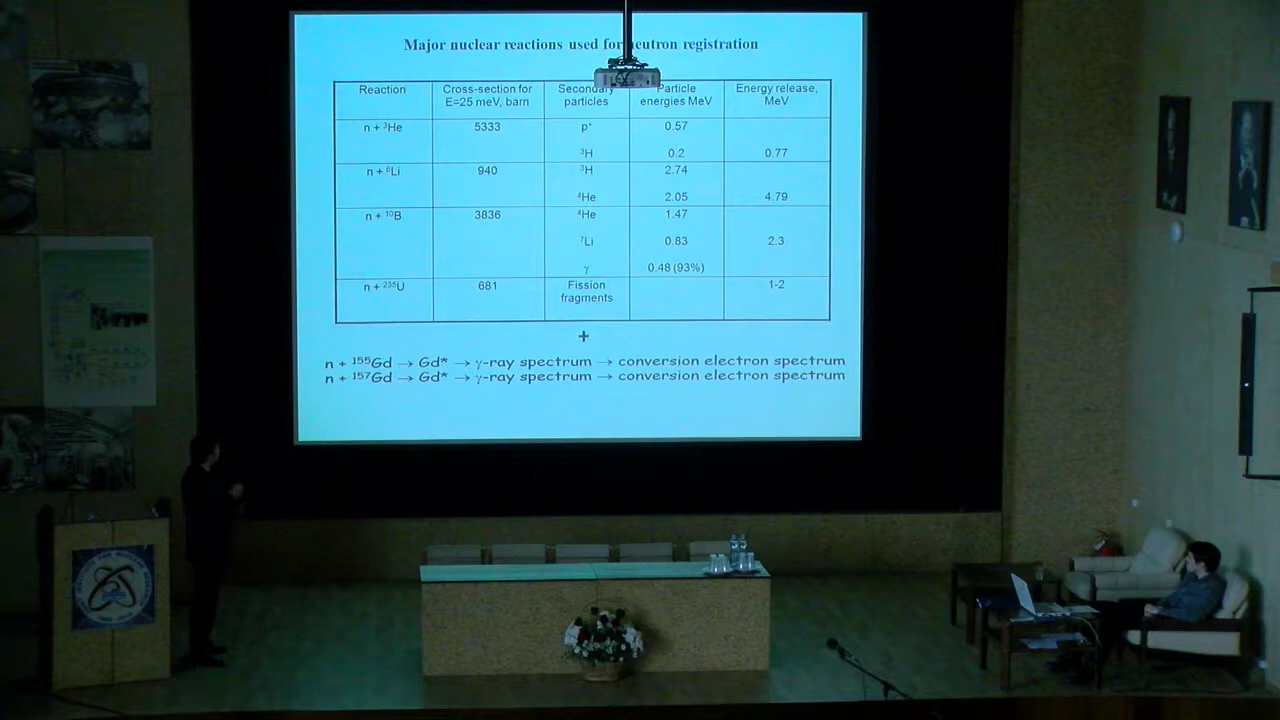 Major nuclear reactions used for neutron registration
Reaction Cross-section for E=25 meV, barn Secondary particles Particle energies MeV Energy release, MeV
n + ³He 5333 p⁺ 0.57
³H 0.2 0.77
n + ⁶Li 940 ³H 2.74
⁴He 2.05 4.79
n + ¹⁰B 3836 ⁴He 1.47
⁷Li 0.83 2.3
γ 0.48 (93%)
n + ²³⁵U 681 Fission fragments 1-2
+
n + ¹⁵⁵Gd → Gd* → γ-ray spectrum → conversion electron spectrum
n + ¹⁵⁷Gd → Gd* → γ-ray spectrum → conversion electron spectrum